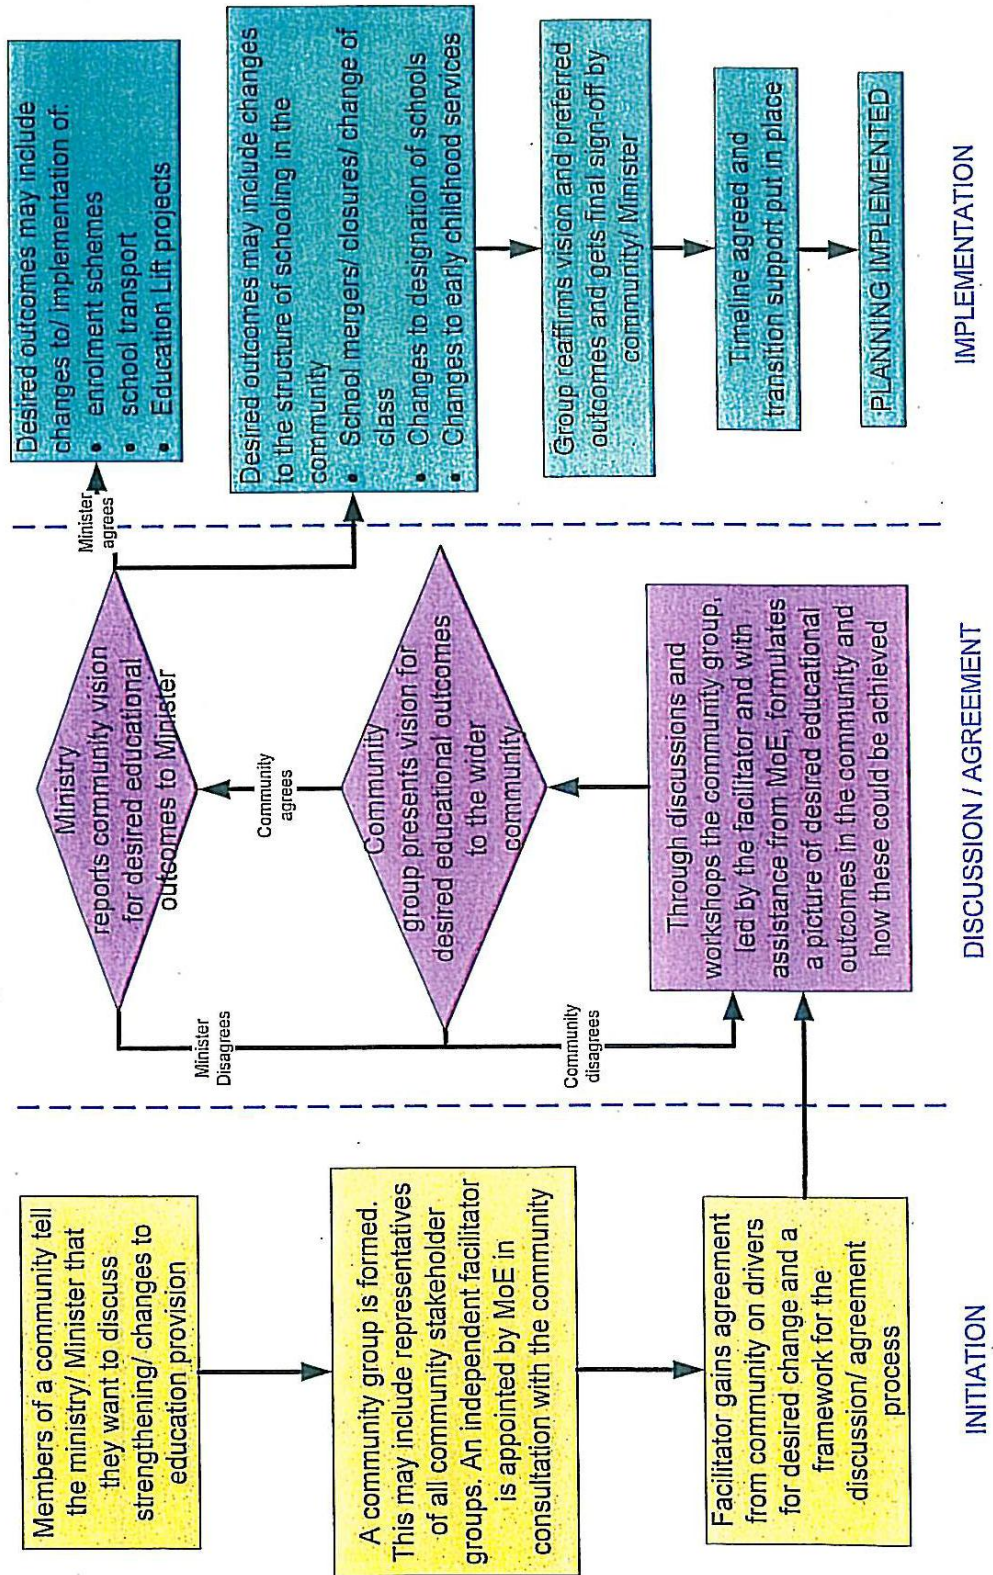 Members of a community tell
the ministry/ Minister that
they want to discuss
strengthening/ changes to
education provision
A community group is formed.
This may include representatives
of all community stakeholder
groups. An independent facilitator
is appointed by MoE in
consultation with the community
Facilitator gains agreement
from community on drivers
for desired change and a
framework for the
discussion/ agreement
process
INITIATION
Ministry
reports community vision
for desired educational
outcomes to Minister
Minister
Disagrees
Community
agrees
Community
group presents vision for
desired educational outcomes
to the wider
community
Community
disagrees
Through discussions and
workshops the community group,
led by the facilitator and with
assistance from MoE, formulates
a picture of desired educational
outcomes in the community and
how these could be achieved
DISCUSSION / AGREEMENT
Minister
agrees
Desired outcomes may include
changes to/ implementation of:
• enrolment schemes
• school transport
• Education Lift projects
Desired outcomes may include changes
to the structure of schooling in the
community
• School mergers/ closures/ change of
class
• Changes to designation of schools
• Changes to early childhood services
Group reaffirms vision and preferred
outcomes and gets final sign-off by
community/ Minister
Timeline agreed and
transition support put in place
PLANNING IMPLEMENTED
IMPLEMENTATION